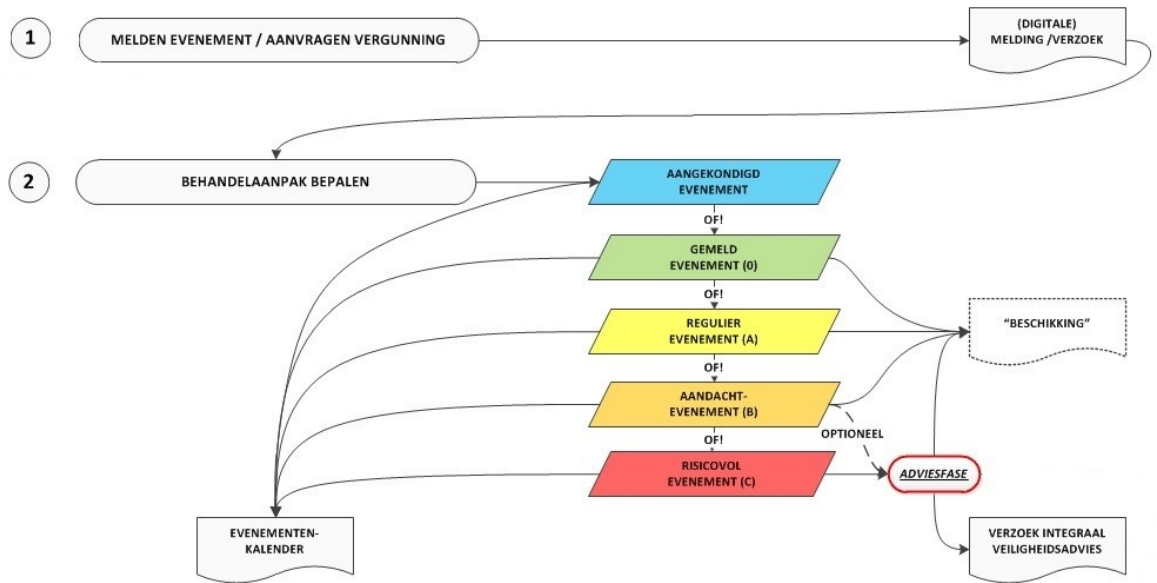 1
MELDEN EVENEMENT / AANVRAGEN VERGUNNING
(DIGITALE)
MELDING /VERZOEK
2
BEHANDELAANPAK BEPALEN
AANGEKONDIGD
EVENEMENT
OF!
GEMELD
EVENEMENT (0)
OF!
REGULIER
EVENEMENT (A)
"BESCHIKKING"
OF!
AANDACHT-
EVENEMENT (B)
OPTIONEEL
OF!
RISICOVOL
EVENEMENT (C)
ADVIESFASE
EVENEMENTEN-
KALENDER
VERZOEK INTEGRAAL
VEILIGHEIDSADVIES